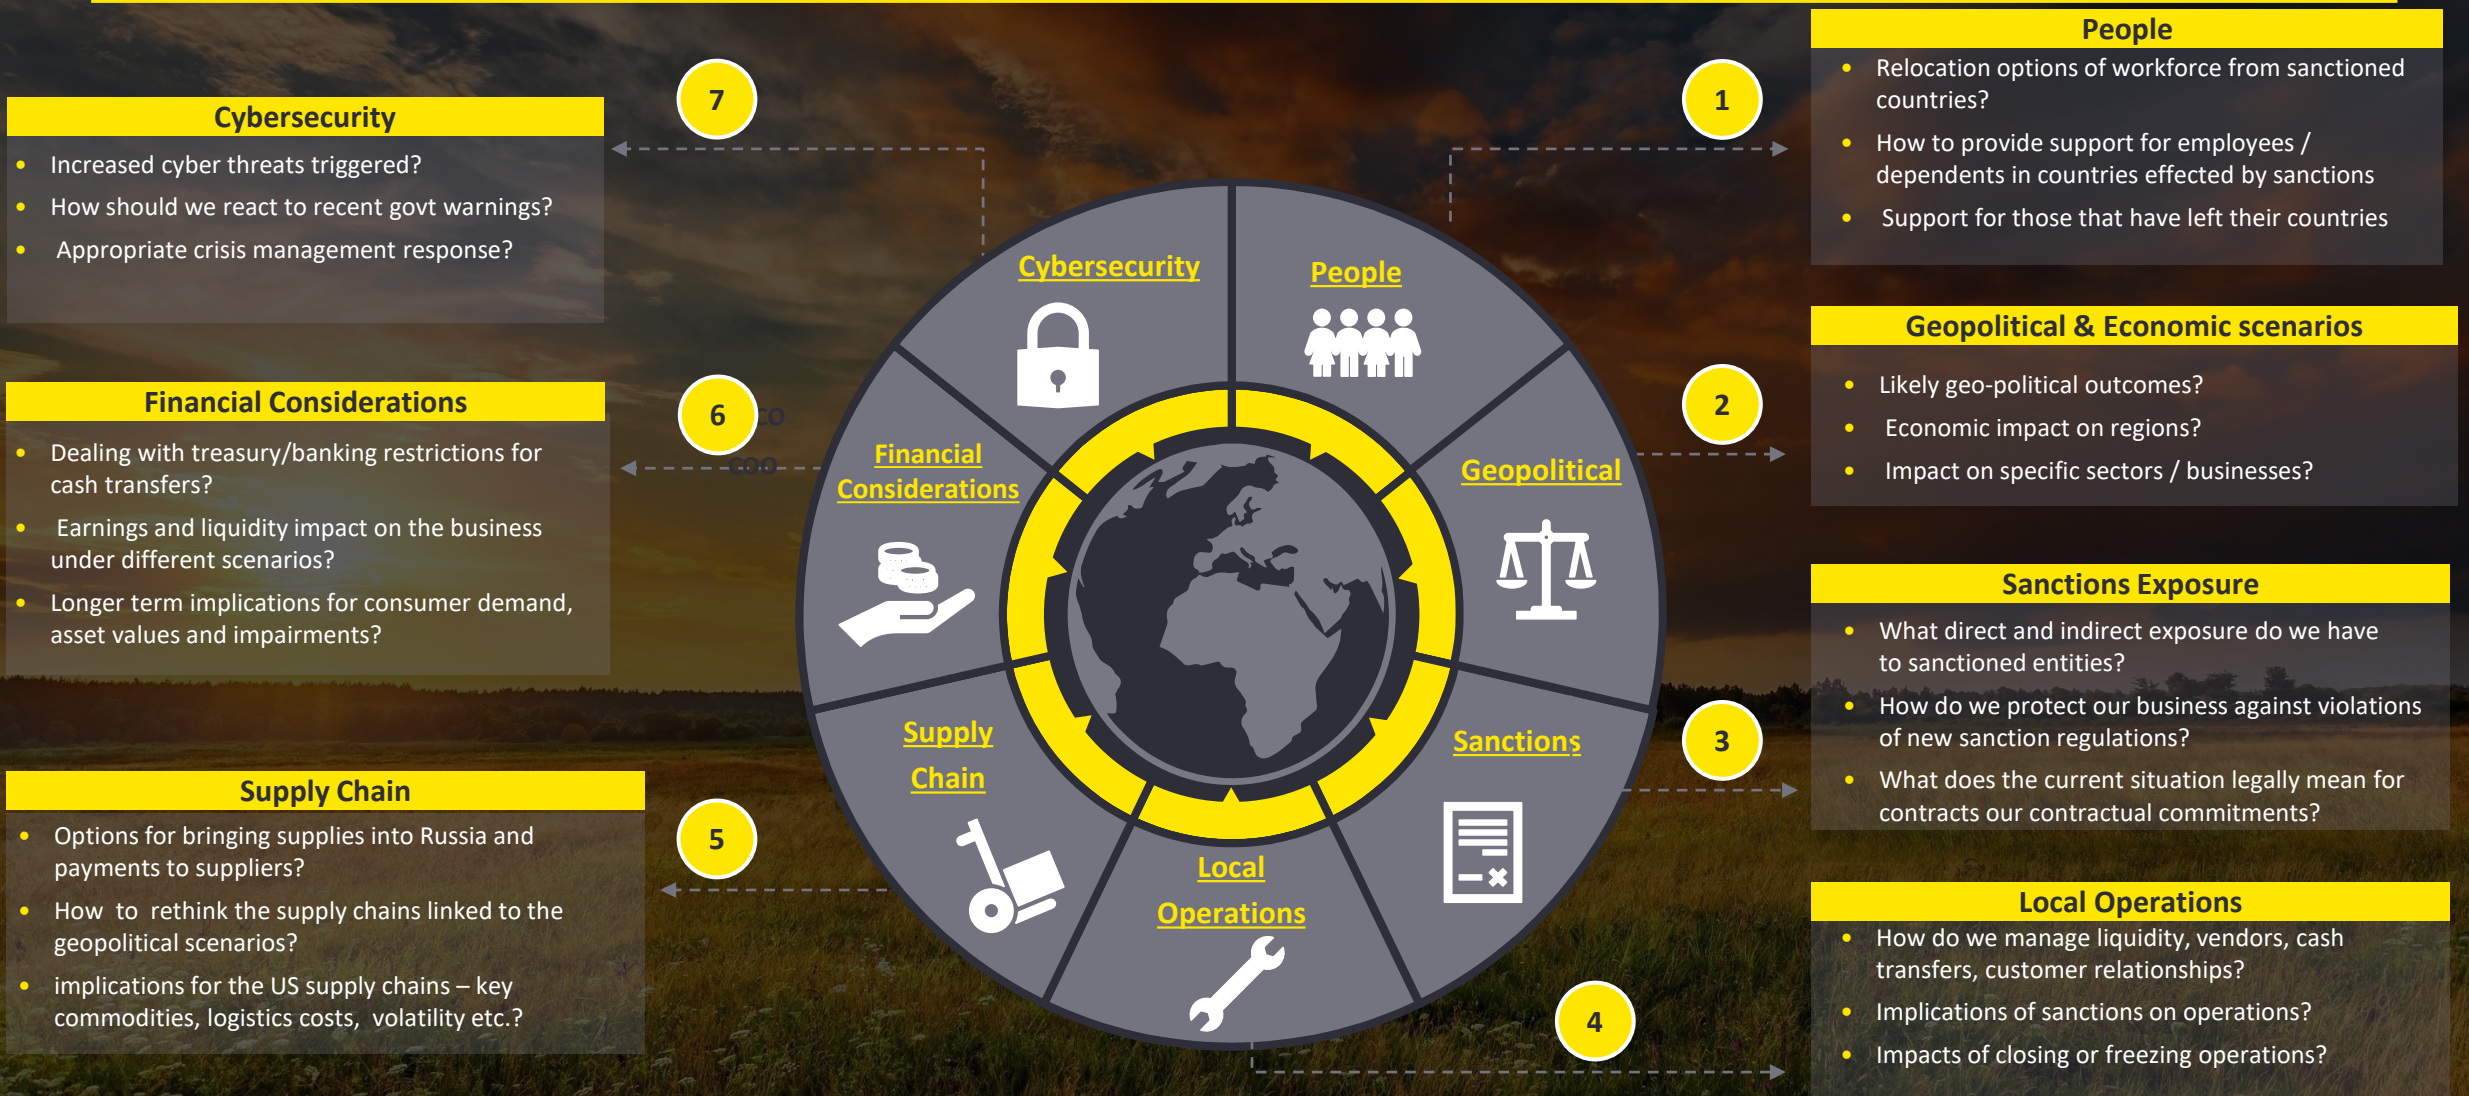 People
• Relocation options of workforce from sanctioned
countries?
• How to provide support for employees /
dependents in countries effected by sanctions
• Support for those that have left their countries
Geopolitical & Economic scenarios
• Likely geo-political outcomes?
• Economic impact on regions?
• Impact on specific sectors / businesses?
Sanctions Exposure
• What direct and indirect exposure do we have
to sanctioned entities?
• How do we protect our business against violations
of new sanction regulations?
• What does the current situation legally mean for
contracts our contractual commitments?
Local Operations
• How do we manage liquidity, vendors, cash
transfers, customer relationships?
• Implications of sanctions on operations?
• Impacts of closing or freezing operations?
Supply Chain
• Options for bringing supplies into Russia and
payments to suppliers?
• How to rethink the supply chains linked to the
geopolitical scenarios?
• implications for the US supply chains – key
commodities, logistics costs, volatility etc.?
Financial Considerations
• Dealing with treasury/banking restrictions for
cash transfers?
• Earnings and liquidity impact on the business
under different scenarios?
• Longer term implications for consumer demand,
asset values and impairments?
Cybersecurity
• Increased cyber threats triggered?
• How should we react to recent govt warnings?
• Appropriate crisis management response?
1
2
3
4
5
6
7
CO
COO
People
Geopolitical
Sanctions
Local
Operations
Supply
Chain
Financial
Considerations
Cybersecurity